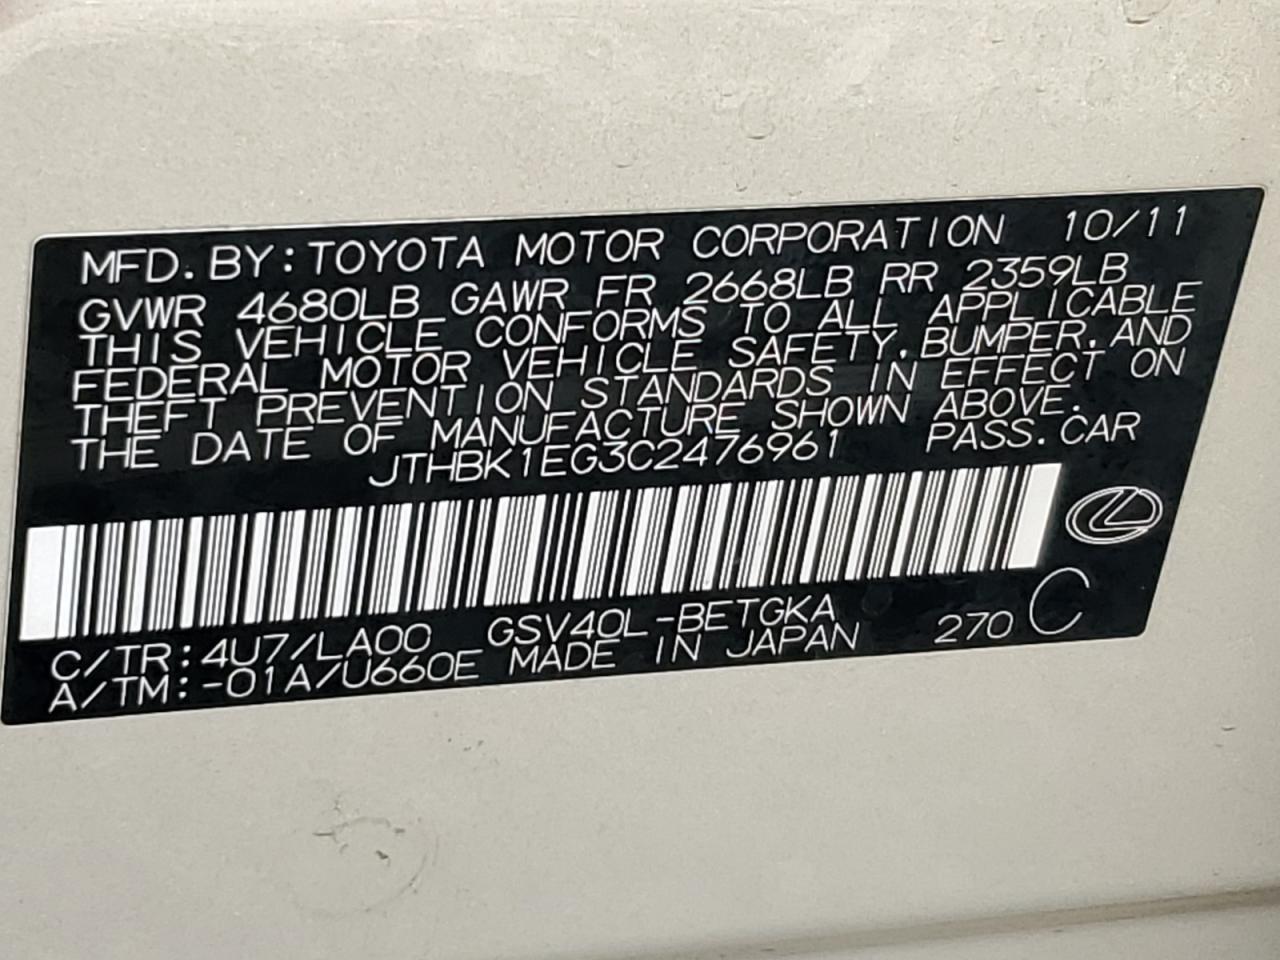 MFD. BY: TOYOTA MOTOR CORPORATION 10/11
GVWR 4680LB GAWR FR 2668LB RR 2359LB
THIS VEHICLE CONFORMS TO ALL APPLICABLE
FEDERAL MOTOR VEHICLE SAFETY, BUMPER, AND
THEFT PREVENTION STANDARDS IN EFFECT ON
THE DATE OF MANUFACTURE SHOWN ABOVE.
JTHBK1EG3C2476961 PASS. CAR
C/TR: 4U7/LA00 GSV40L-BETGKA
A/TM: -01A/U660E MADE IN JAPAN 270 C